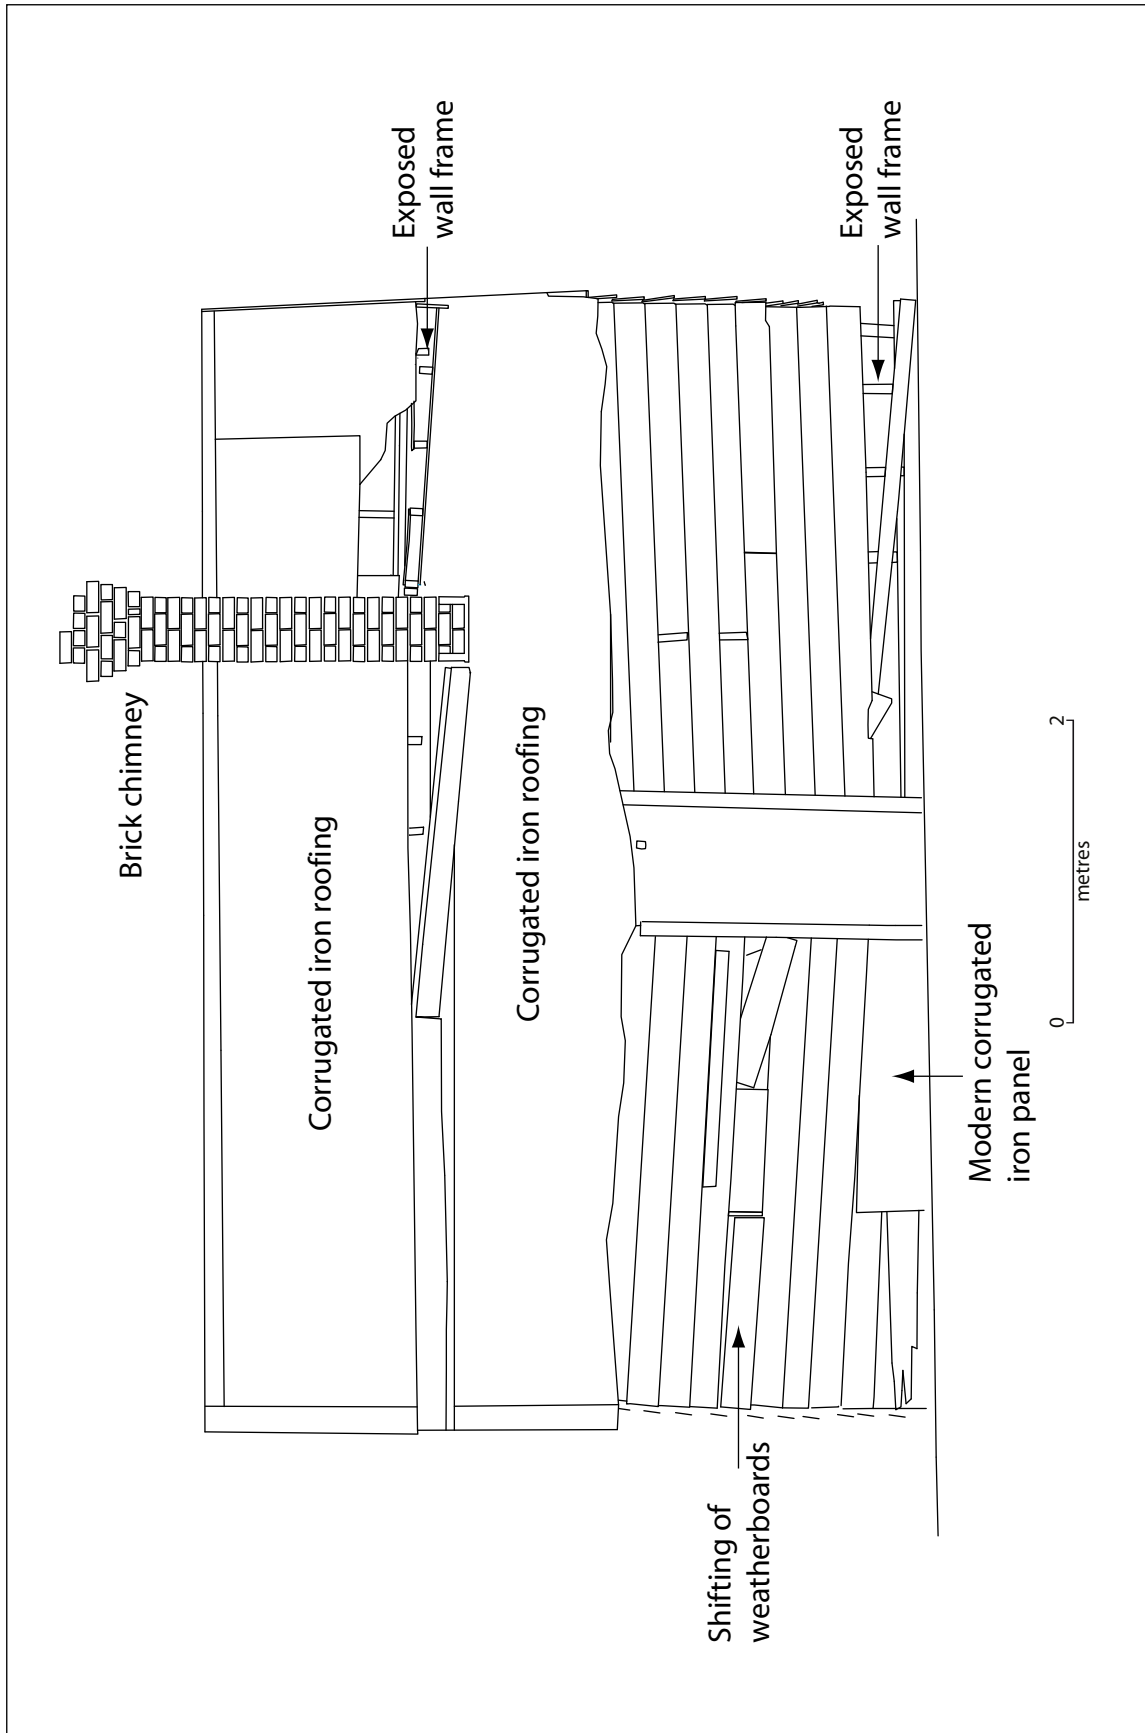 Brick chimney
Corrugated iron roofing
Exposed
wall frame
Corrugated iron roofing
Shifting of
weatherboards
Exposed
wall frame
Modern corrugated
iron panel
0
2
metres